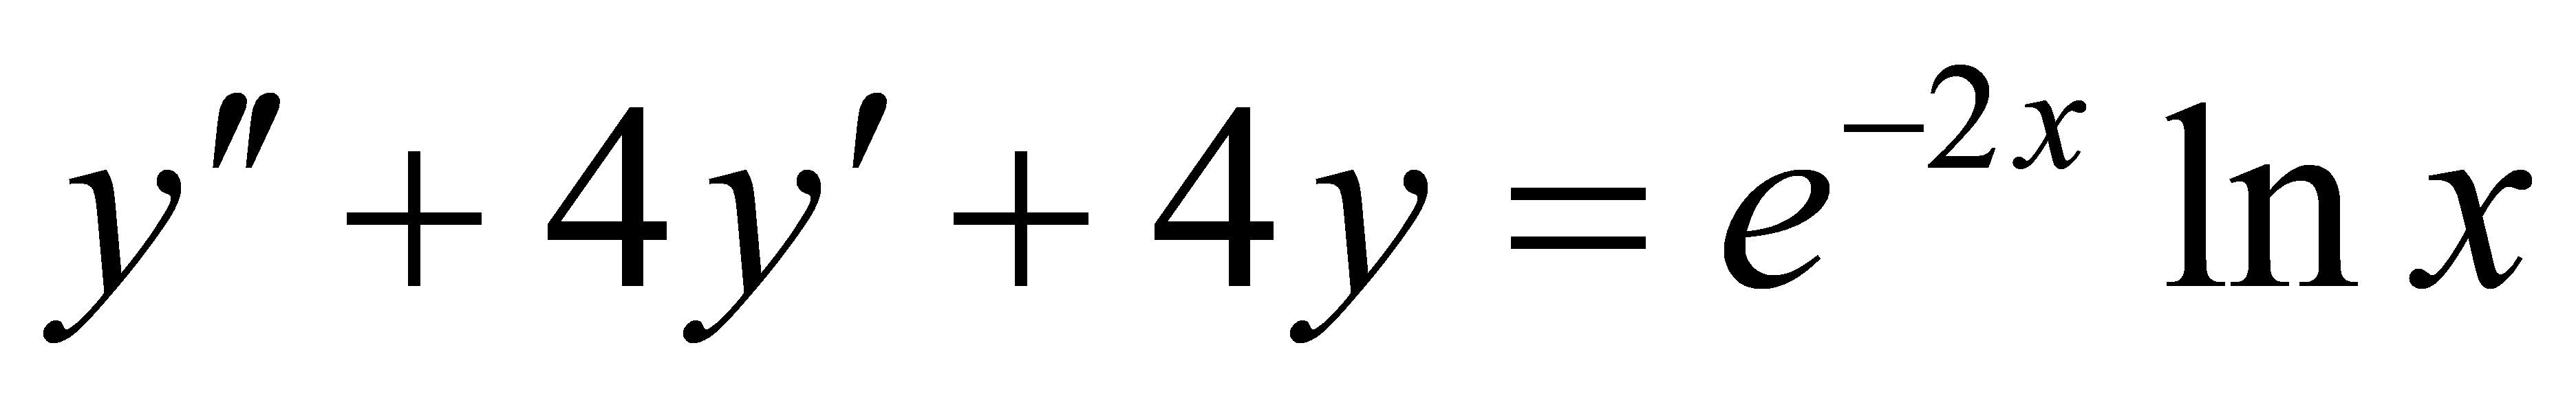 y″ + 4y′ + 4y = e⁻²ˣ ln x